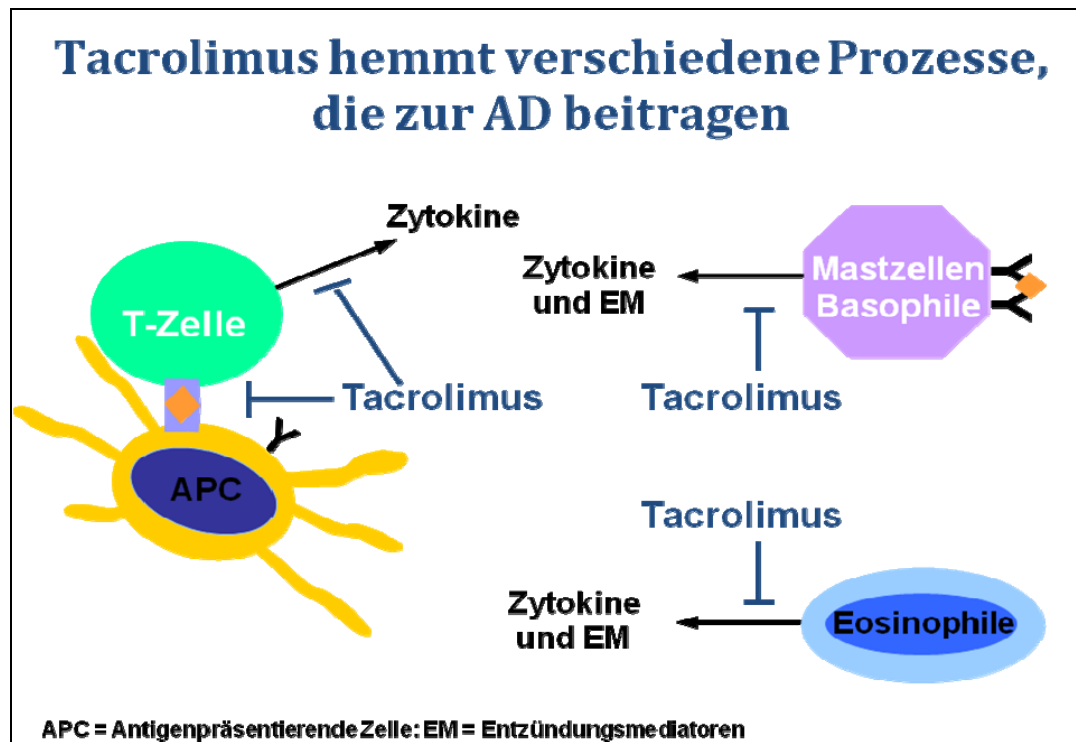 Tacrolimus hemmt verschiedene Prozesse,
die zur AD beitragen
Zytokine
T-Zelle
Tacrolimus
APC
Zytokine
und EM
Mastzellen
Basophile
Tacrolimus
Tacrolimus
Zytokine
und EM
Eosinophile
APC = Antigenpräsentierende Zelle: EM = Entzündungsmediatoren